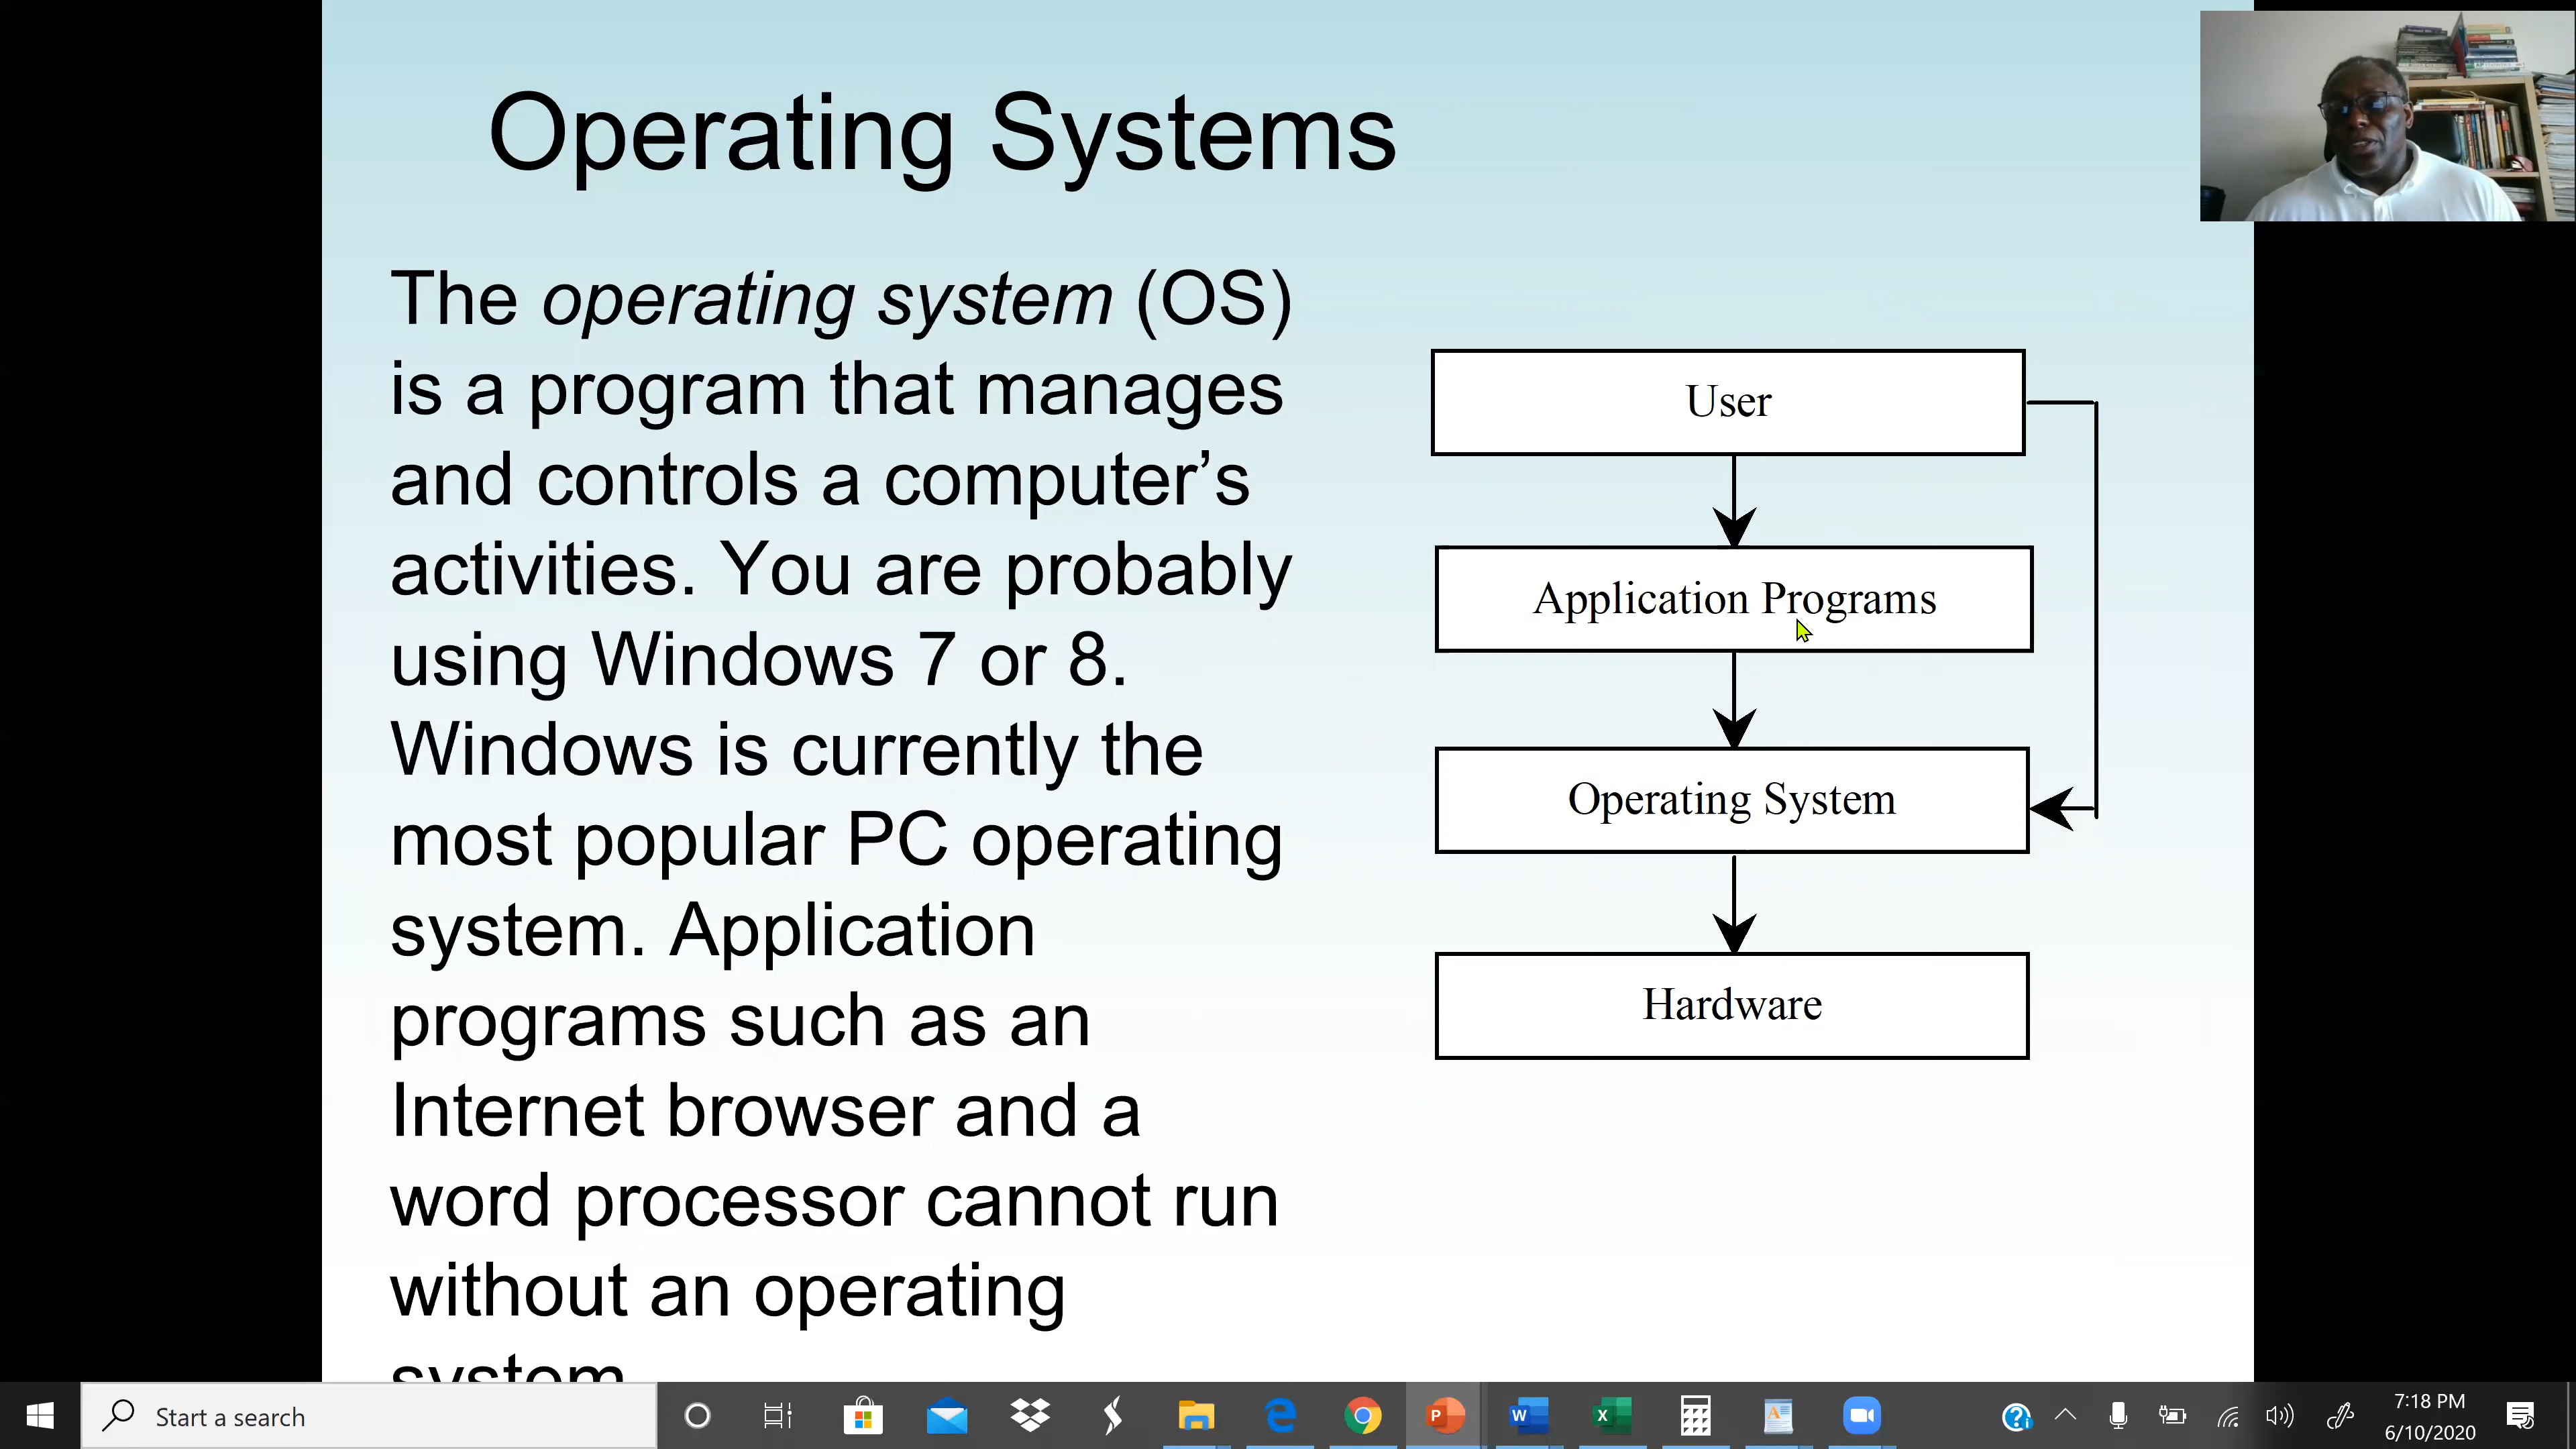 Operating Systems
The operating system (OS)
is a program that manages
and controls a computer’s
activities. You are probably
using Windows 7 or 8.
Windows is currently the
most popular PC operating
system. Application
programs such as an
Internet browser and a
word processor cannot run
without an operating
system
User
Application Programs
Operating System
Hardware
Start a search
7:18 PM
6/10/2020